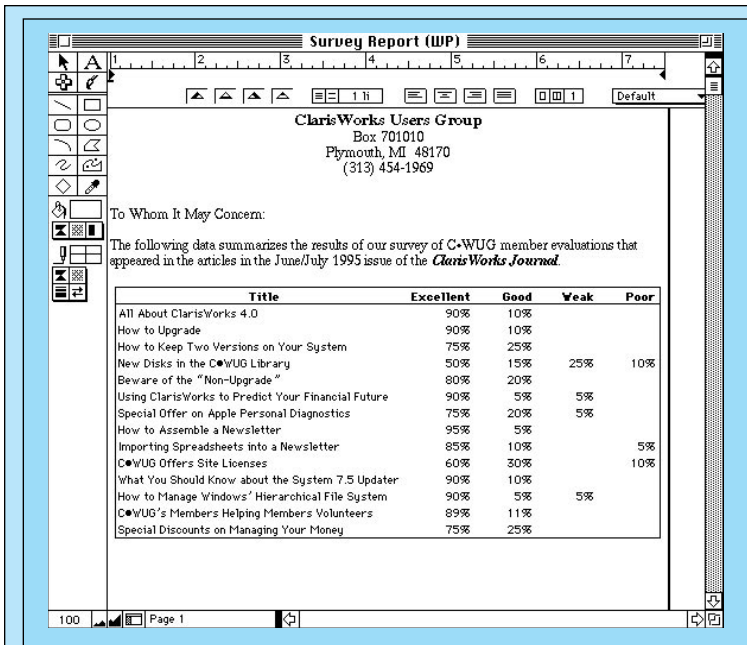 Survey Report (WP)
A
1 2 3 4 5 6 7
1 li 1 Default
ClarisWorks Users Group
Box 701010
Plymouth, MI 48170
(313) 454-1969
To Whom It May Concern:
The following data summarizes the results of our survey of C•WUG member evaluations that
appeared in the articles in the June/July 1995 issue of the ClarisWorks Journal.
Title Excellent Good Weak Poor
All About ClarisWorks 4.0 90% 10%
How to Upgrade 90% 10%
How to Keep Two Versions on Your System 75% 25%
New Disks in the C•WUG Library 50% 15% 25% 10%
Beware of the "Non-Upgrade" 80% 20%
Using ClarisWorks to Predict Your Financial Future 90% 5% 5%
Special Offer on Apple Personal Diagnostics 75% 20% 5%
How to Assemble a Newsletter 95% 5%
Importing Spreadsheets into a Newsletter 85% 10% 5%
C•WUG Offers Site Licenses 60% 30% 10%
What You Should Know about the System 7.5 Updater 90% 10%
How to Manage Windows' Hierarchical File System 90% 5% 5%
C•WUG's Members Helping Members Volunteers 89% 11%
Special Discounts on Managing Your Money 75% 25%
100 Page 1